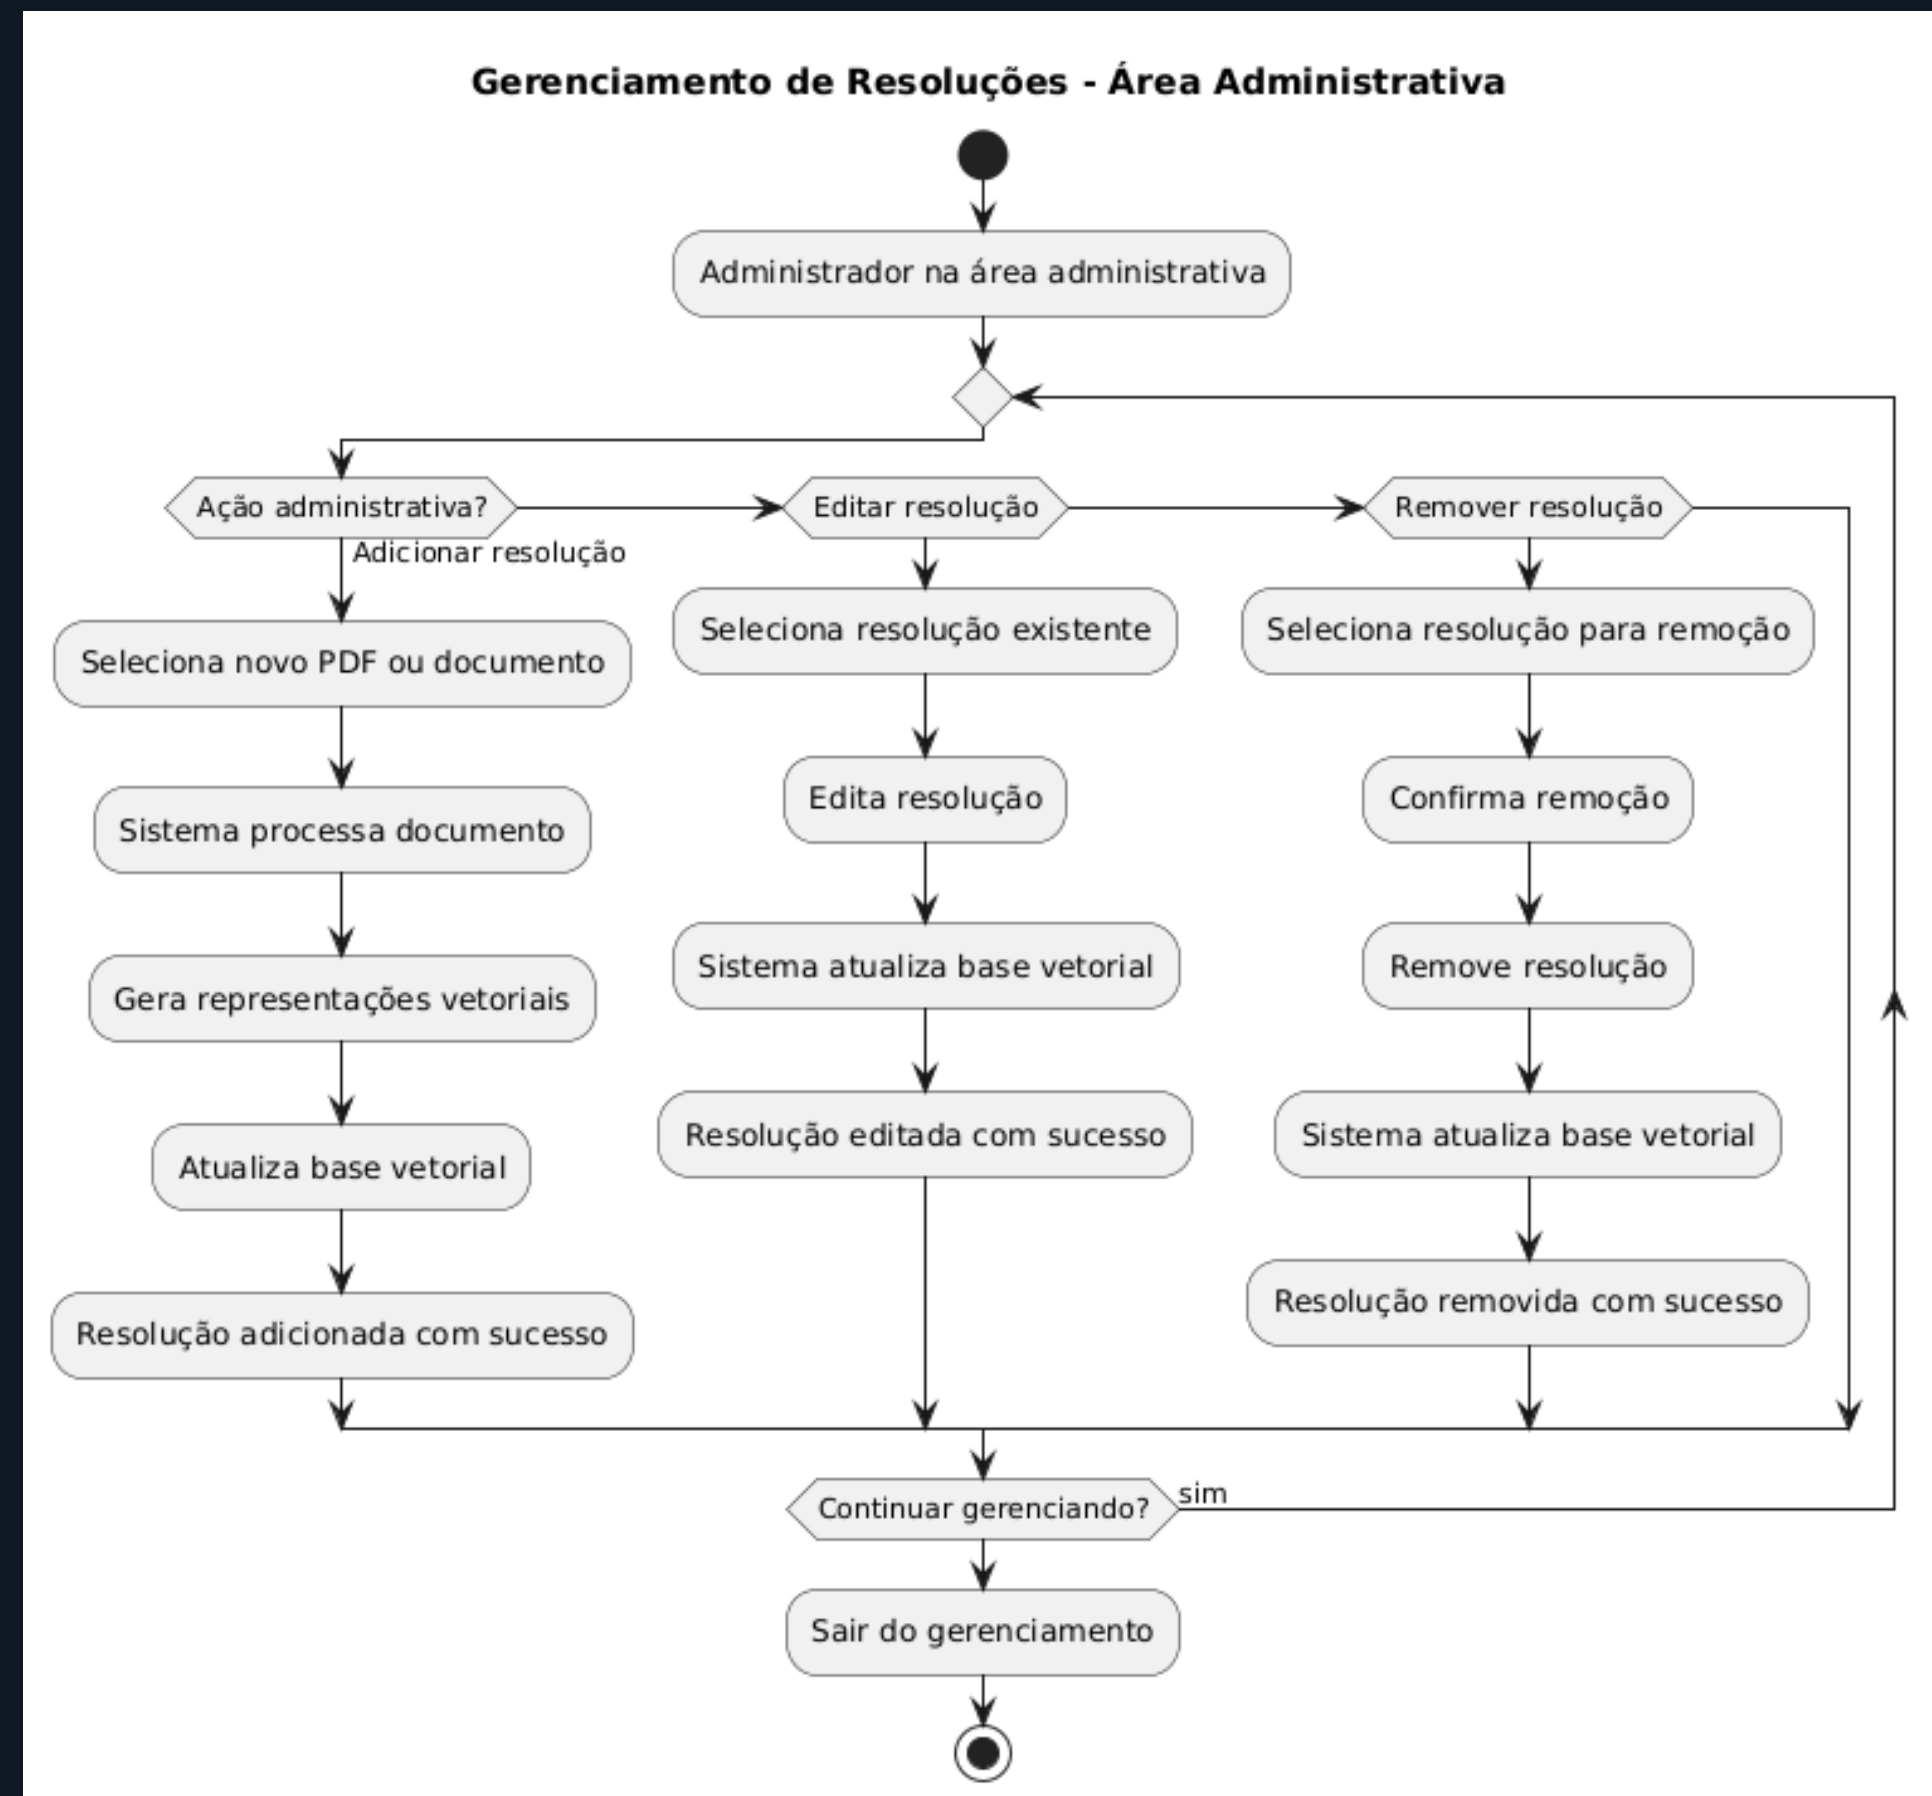 Gerenciamento de Resoluções - Área Administrativa
Administrador na área administrativa
Ação administrativa?
Adicionar resolução
Seleciona novo PDF ou documento
Sistema processa documento
Gera representações vetoriais
Atualiza base vetorial
Resolução adicionada com sucesso
Editar resolução
Seleciona resolução existente
Edita resolução
Sistema atualiza base vetorial
Resolução editada com sucesso
Remover resolução
Seleciona resolução para remoção
Confirma remoção
Remove resolução
Sistema atualiza base vetorial
Resolução removida com sucesso
Continuar gerenciando?
sim
Sair do gerenciamento